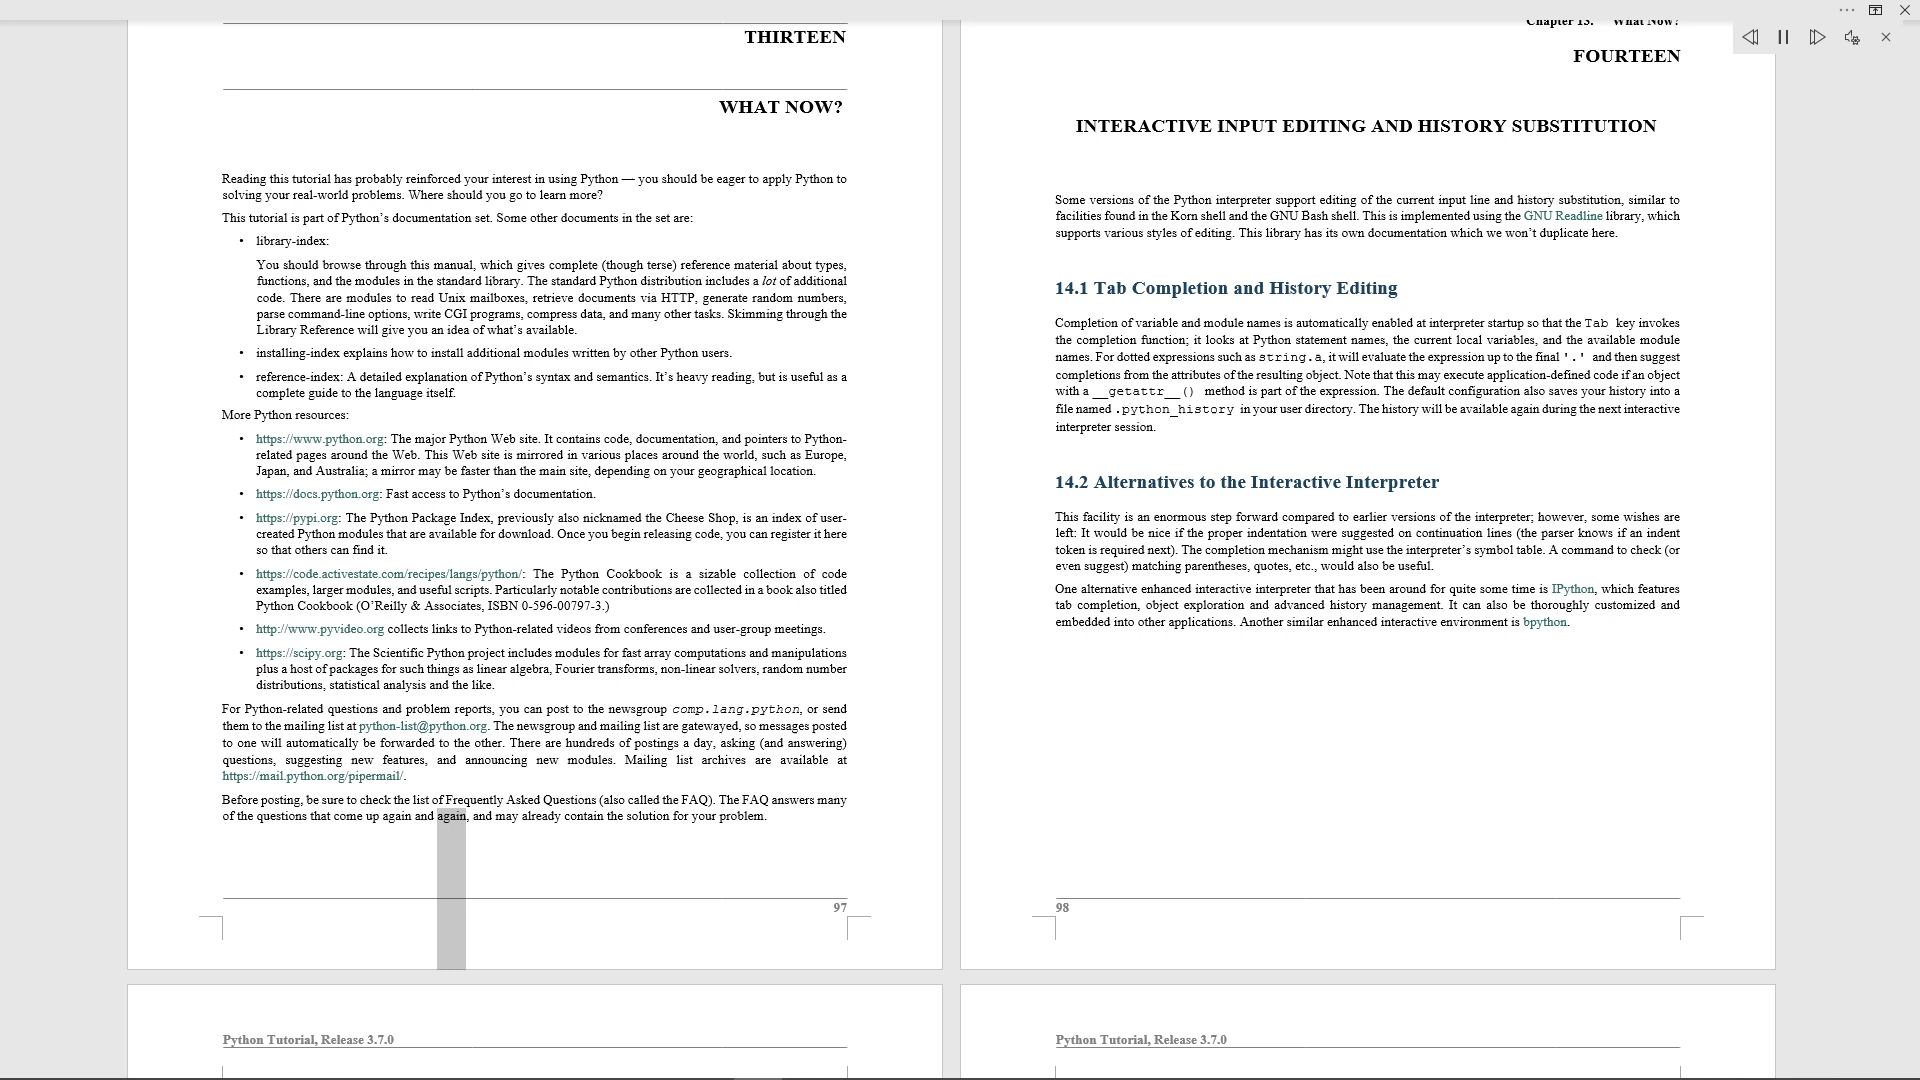 THIRTEEN
WHAT NOW?
Reading this tutorial has probably reinforced your interest in using Python — you should be eager to apply Python to
solving your real-world problems. Where should you go to learn more?
This tutorial is part of Python's documentation set. Some other documents in the set are:
• library-index:
You should browse through this manual, which gives complete (though terse) reference material about types,
functions, and the modules in the standard library. The standard Python distribution includes a lot of additional
code. There are modules to read Unix mailboxes, retrieve documents via HTTP, generate random numbers,
parse command-line options, write CGI programs, compress data, and many other tasks. Skimming through the
Library Reference will give you an idea of what's available.
• installing-index explains how to install additional modules written by other Python users.
• reference-index: A detailed explanation of Python's syntax and semantics. It's heavy reading, but is useful as a
complete guide to the language itself.
More Python resources:
• https://www.python.org: The major Python Web site. It contains code, documentation, and pointers to Python-
related pages around the Web. This Web site is mirrored in various places around the world, such as Europe,
Japan, and Australia; a mirror may be faster than the main site, depending on your geographical location.
• https://docs.python.org: Fast access to Python's documentation.
• https://pypi.org: The Python Package Index, previously also nicknamed the Cheese Shop, is an index of user-
created Python modules that are available for download. Once you begin releasing code, you can register it here
so that others can find it.
• https://code.activestate.com/recipes/langs/python/: The Python Cookbook is a sizable collection of code
examples, larger modules, and useful scripts. Particularly notable contributions are collected in a book also titled
Python Cookbook (O'Reilly & Associates, ISBN 0-596-00797-3.)
• http://www.pyvideo.org collects links to Python-related videos from conferences and user-group meetings.
• https://scipy.org: The Scientific Python project includes modules for fast array computations and manipulations
plus a host of packages for such things as linear algebra, Fourier transforms, non-linear solvers, random number
distributions, statistical analysis and the like.
For Python-related questions and problem reports, you can post to the newsgroup comp.lang.python, or send
them to the mailing list at python-list@python.org. The newsgroup and mailing list are gatewayed, so messages posted
to one will automatically be forwarded to the other. There are hundreds of postings a day, asking (and answering)
questions, suggesting new features, and announcing new modules. Mailing list archives are available at
https://mail.python.org/pipermail/.
Before posting, be sure to check the list of Frequently Asked Questions (also called the FAQ). The FAQ answers many
of the questions that come up again and again, and may already contain the solution for your problem.
97
Chapter 13. What Now?
FOURTEEN
INTERACTIVE INPUT EDITING AND HISTORY SUBSTITUTION
Some versions of the Python interpreter support editing of the current input line and history substitution, similar to
facilities found in the Korn shell and the GNU Bash shell. This is implemented using the GNU Readline library, which
supports various styles of editing. This library has its own documentation which we won't duplicate here.
14.1 Tab Completion and History Editing
Completion of variable and module names is automatically enabled at interpreter startup so that the Tab key invokes
the completion function; it looks at Python statement names, the current local variables, and the available module
names. For dotted expressions such as string.a, it will evaluate the expression up to the final '.' and then suggest
completions from the attributes of the resulting object. Note that this may execute application-defined code if an object
with a __getattr__() method is part of the expression. The default configuration also saves your history into a
file named .python_history in your user directory. The history will be available again during the next interactive
interpreter session.
14.2 Alternatives to the Interactive Interpreter
This facility is an enormous step forward compared to earlier versions of the interpreter; however, some wishes are
left: It would be nice if the proper indentation were suggested on continuation lines (the parser knows if an indent
token is required next). The completion mechanism might use the interpreter's symbol table. A command to check (or
even suggest) matching parentheses, quotes, etc., would also be useful.
One alternative enhanced interactive interpreter that has been around for quite some time is IPython, which features
tab completion, object exploration and advanced history management. It can also be thoroughly customized and
embedded into other applications. Another similar enhanced interactive environment is bpython.
98
Python Tutorial, Release 3.7.0
Python Tutorial, Release 3.7.0